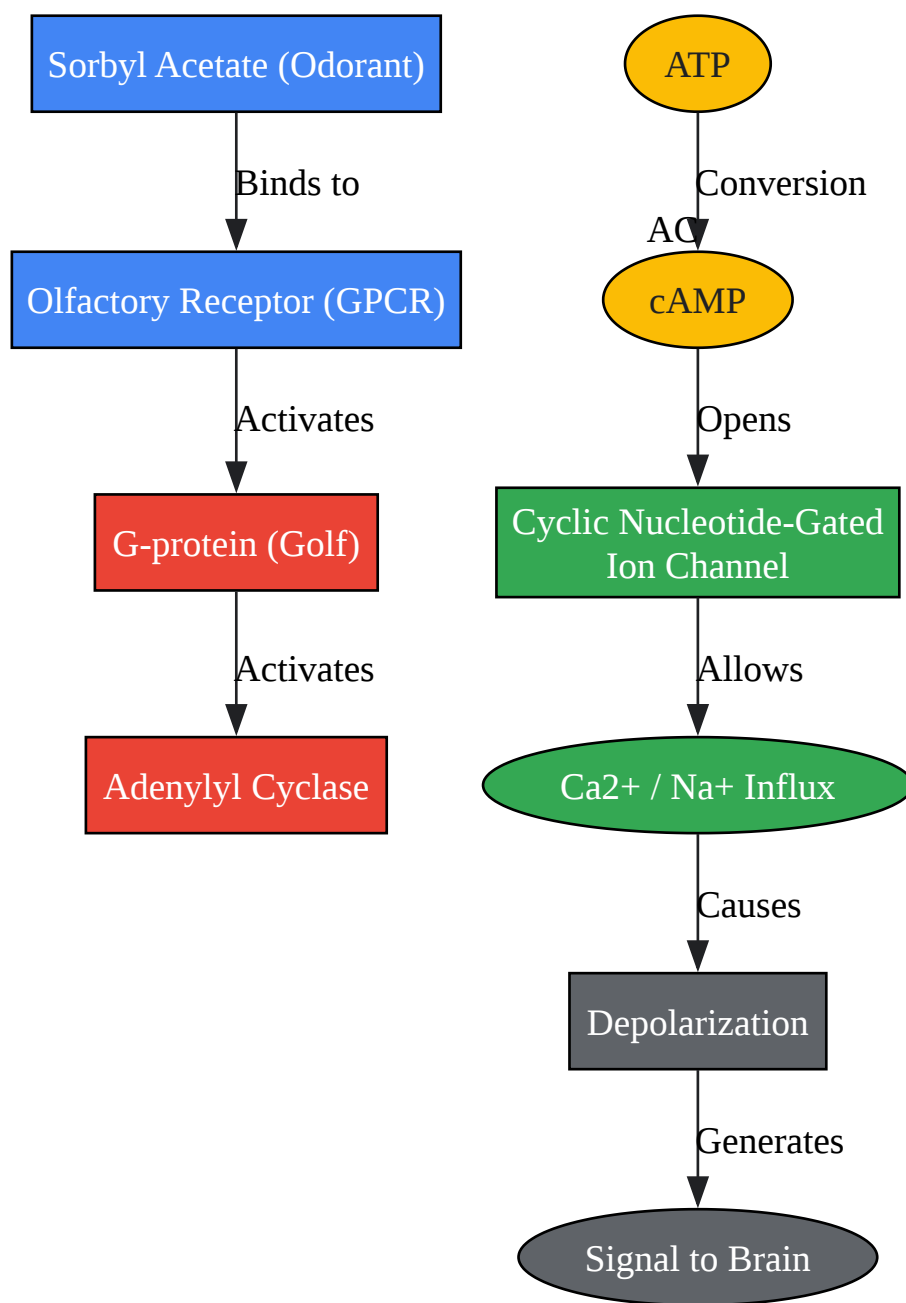 Sorbyl Acetate (Odorant)
Binds to
Olfactory Receptor (GPCR)
Activates
G-protein (Golf)
Activates
Adenylyl Cyclase
ATP
Conversion
AC
cAMP
Opens
Cyclic Nucleotide-Gated
Ion Channel
Allows
Ca2+ / Na+ Influx
Causes
Depolarization
Generates
Signal to Brain